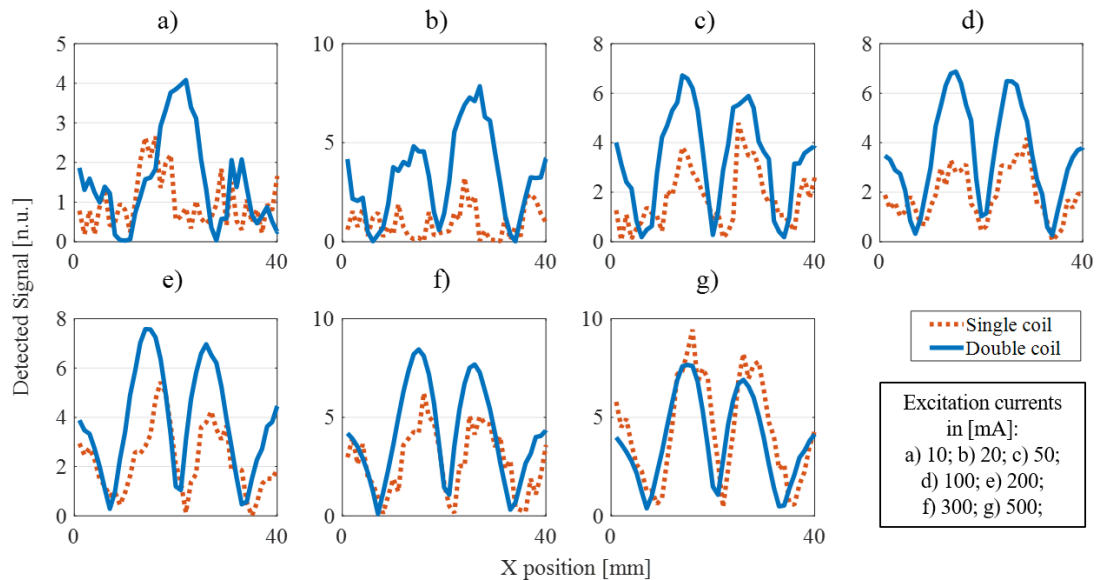 a)
b)
c)
d)
5
4
3
2
1
0
0
40
10
5
0
0
40
8
6
4
2
0
0
40
8
6
4
2
0
0
40
Detected Signal [n.u.]
e)
f)
g)
8
6
4
2
0
0
40
10
5
0
0
40
10
5
0
0
40
X position [mm]
Single coil
Double coil
Excitation currents
in [mA]:
a) 10; b) 20; c) 50;
d) 100; e) 200;
f) 300; g) 500;